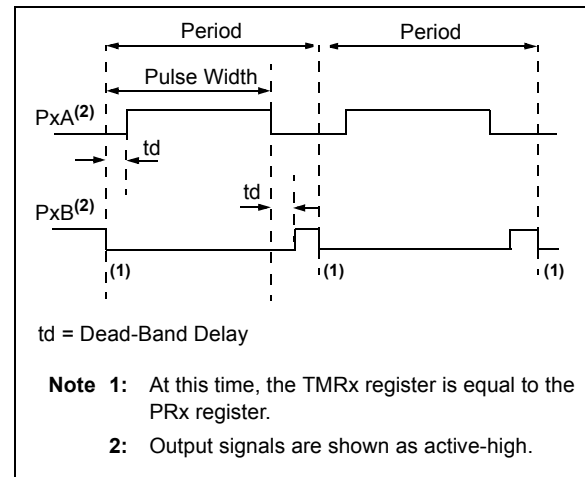 Period Period
Pulse Width
PxA(2)
td
td
PxB(2)
(1) (1) (1)
td = Dead-Band Delay
Note 1: At this time, the TMRx register is equal to the
PRx register.
2: Output signals are shown as active-high.